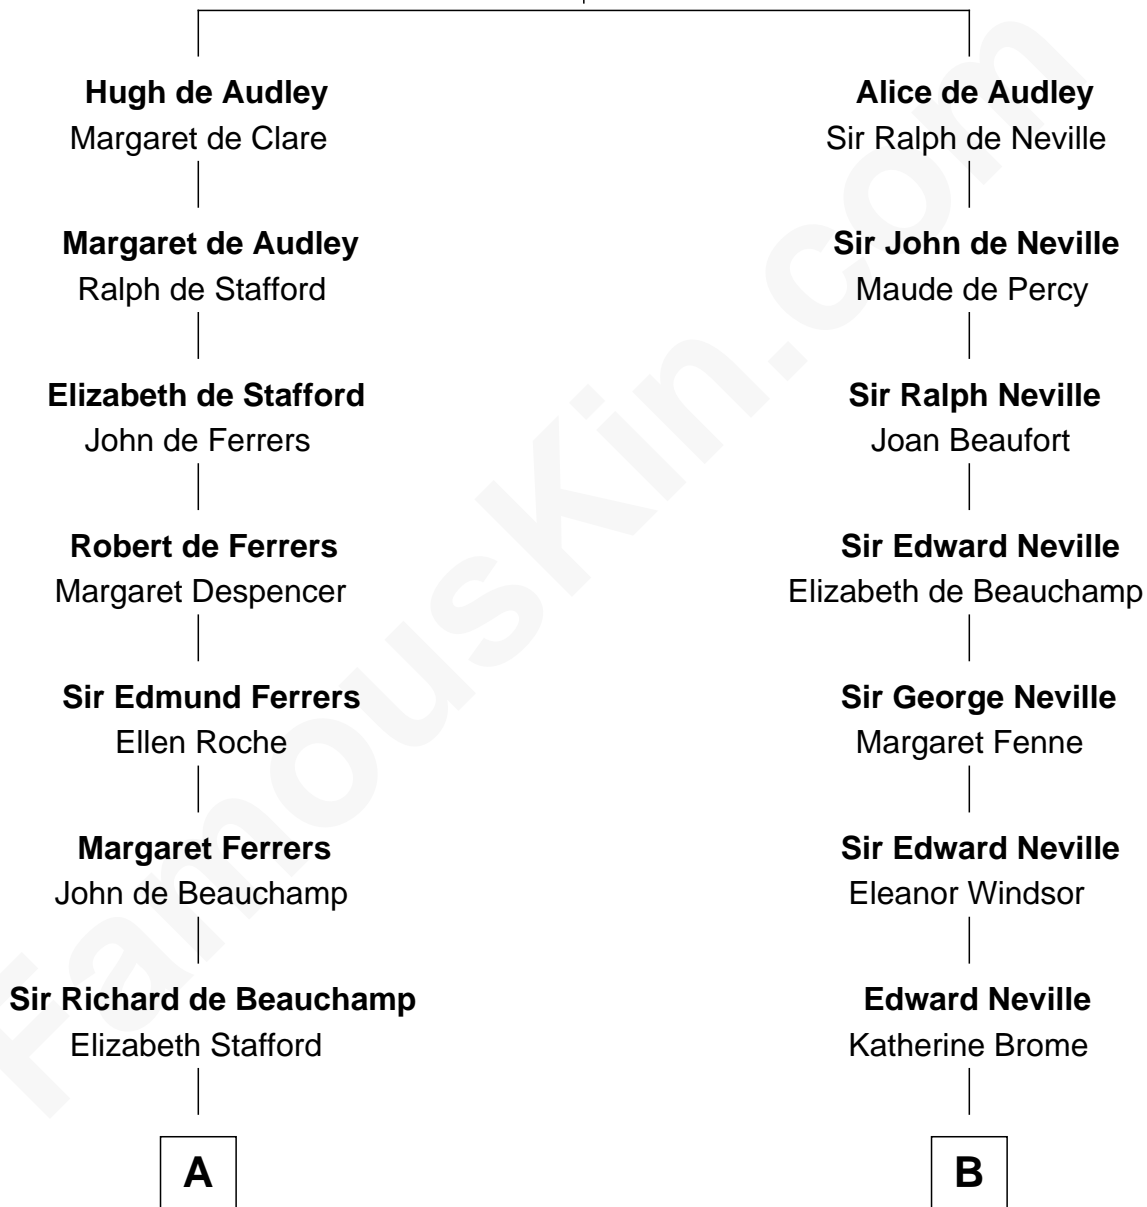 Hugh de Audley
Margaret de Clare
Margaret de Audley
Ralph de Stafford
Elizabeth de Stafford
John de Ferrers
Robert de Ferrers
Margaret Despencer
Sir Edmund Ferrers
Ellen Roche
Margaret Ferrers
John de Beauchamp
Sir Richard de Beauchamp
Elizabeth Stafford
A
Alice de Audley
Sir Ralph de Neville
Sir John de Neville
Maude de Percy
Sir Ralph Neville
Joan Beaufort
Sir Edward Neville
Elizabeth de Beauchamp
Sir George Neville
Margaret Fenne
Sir Edward Neville
Eleanor Windsor
Edward Neville
Katherine Brome
B
FamousKin.com